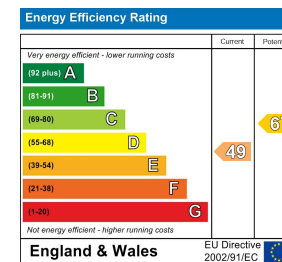 Energy Efficiency Rating
Current
Very energy efficient - lower running costs
(92 plus) A
(81-91) B
(69-80) C
(55-68) D
(39-54) E
(21-38) F
(1-20) G
49
Not energy efficient - higher running costs
England & Wales
EU Directive
2002/91/EC